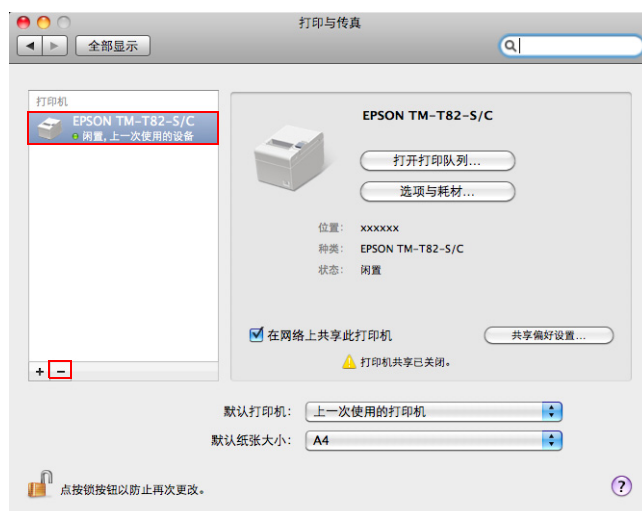 打印与传真
全部显示
打印机
EPSON TM-T82-S/C
闲置, 上一次使用的设备
EPSON TM-T82-S/C
打开打印队列...
选项与耗材...
位置: xxxxxx
种类: EPSON TM-T82-S/C
状态: 闲置
在网络上共享此打印机
共享偏好设置...
打印机共享已关闭。
+ −
默认打印机: 上一次使用的打印机
默认纸张大小: A4
点按锁按钮以防止再次更改。
?